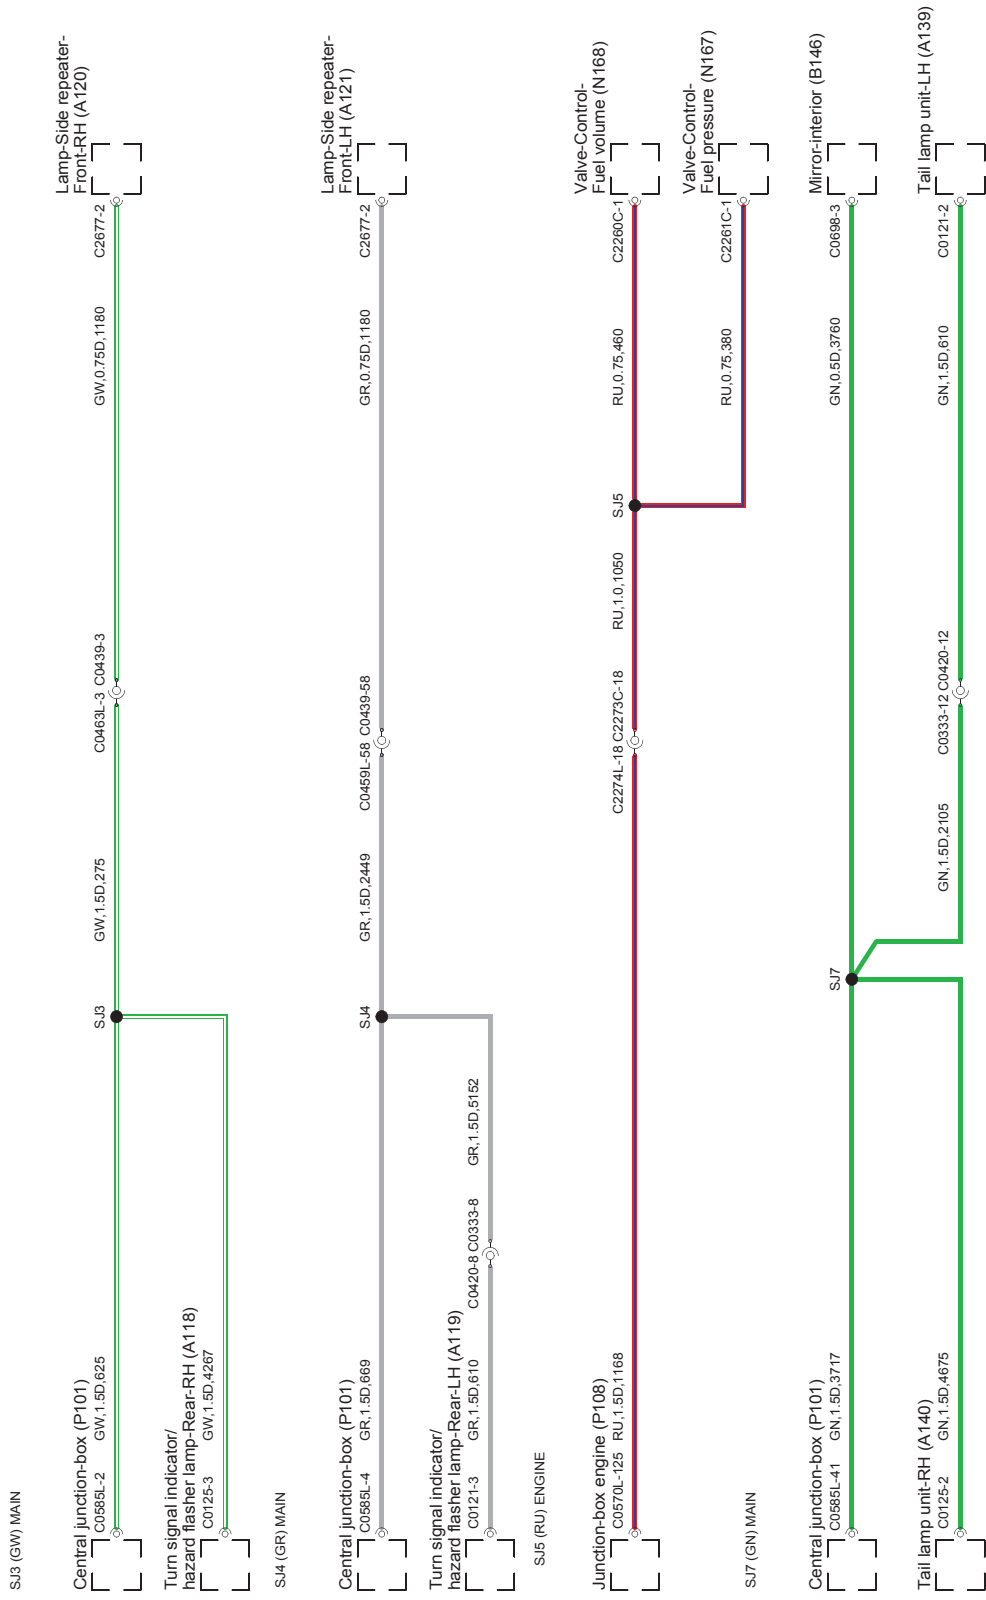 SJ3 (GW) MAIN
Central junction-box (P101)
C0585L-2
GW,1.5D,625
SJ3
GW,1.5D,275
C0463L-3
C0439-3
GW,0.75D,1180
C2677-2
Lamp-Side repeater-
Front-RH (A120)
Turn signal indicator/
hazard flasher lamp-Rear-RH (A118)
C0125-3
GW,1.5D,4267
SJ4 (GR) MAIN
Central junction-box (P101)
C0585L-4
GR,1.5D,669
SJ4
GR,1.5D,2449
C0459L-58
C0439-58
GR,0.75D,1180
C2677-2
Lamp-Side repeater-
Front-LH (A121)
Turn signal indicator/
hazard flasher lamp-Rear-LH (A119)
C0121-3
GR,1.5D,610
C0420-8
C0333-8
GR,1.5D,5152
SJ5 (RU) ENGINE
Junction-box engine (P108)
C0570L-125
RU,1.5D,1168
C2274L-18
C2273C-18
RU,1.0,1050
SJ5
RU,0.75,460
C2260C-1
Valve-Control-
Fuel volume (N168)
RU,0.75,380
C2261C-1
Valve-Control-
Fuel pressure (N167)
SJ7 (GN) MAIN
Central junction-box (P101)
C0585L-41
GN,1.5D,3717
SJ7
GN,0.5D,3760
C0698-3
Mirror-interior (B146)
Tail lamp unit-RH (A140)
C0125-2
GN,1.5D,4675
GN,1.5D,2105
C0333-12
C0420-12
GN,1.5D,610
C0121-2
Tail lamp unit-LH (A139)